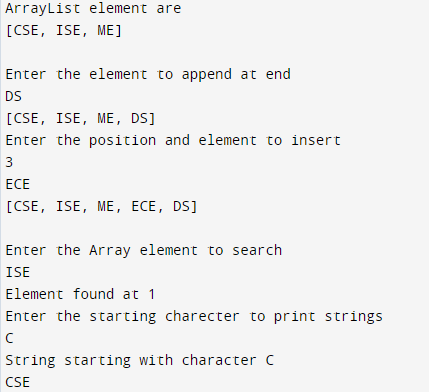 ArrayList element are
[CSE, ISE, ME]
Enter the element to append at end
DS
[CSE, ISE, ME, DS]
Enter the position and element to insert
3
ECE
[CSE, ISE, ME, ECE, DS]
Enter the Array element to search
ISE
Element found at 1
Enter the starting charecter to print strings
C
String starting with character C
CSE